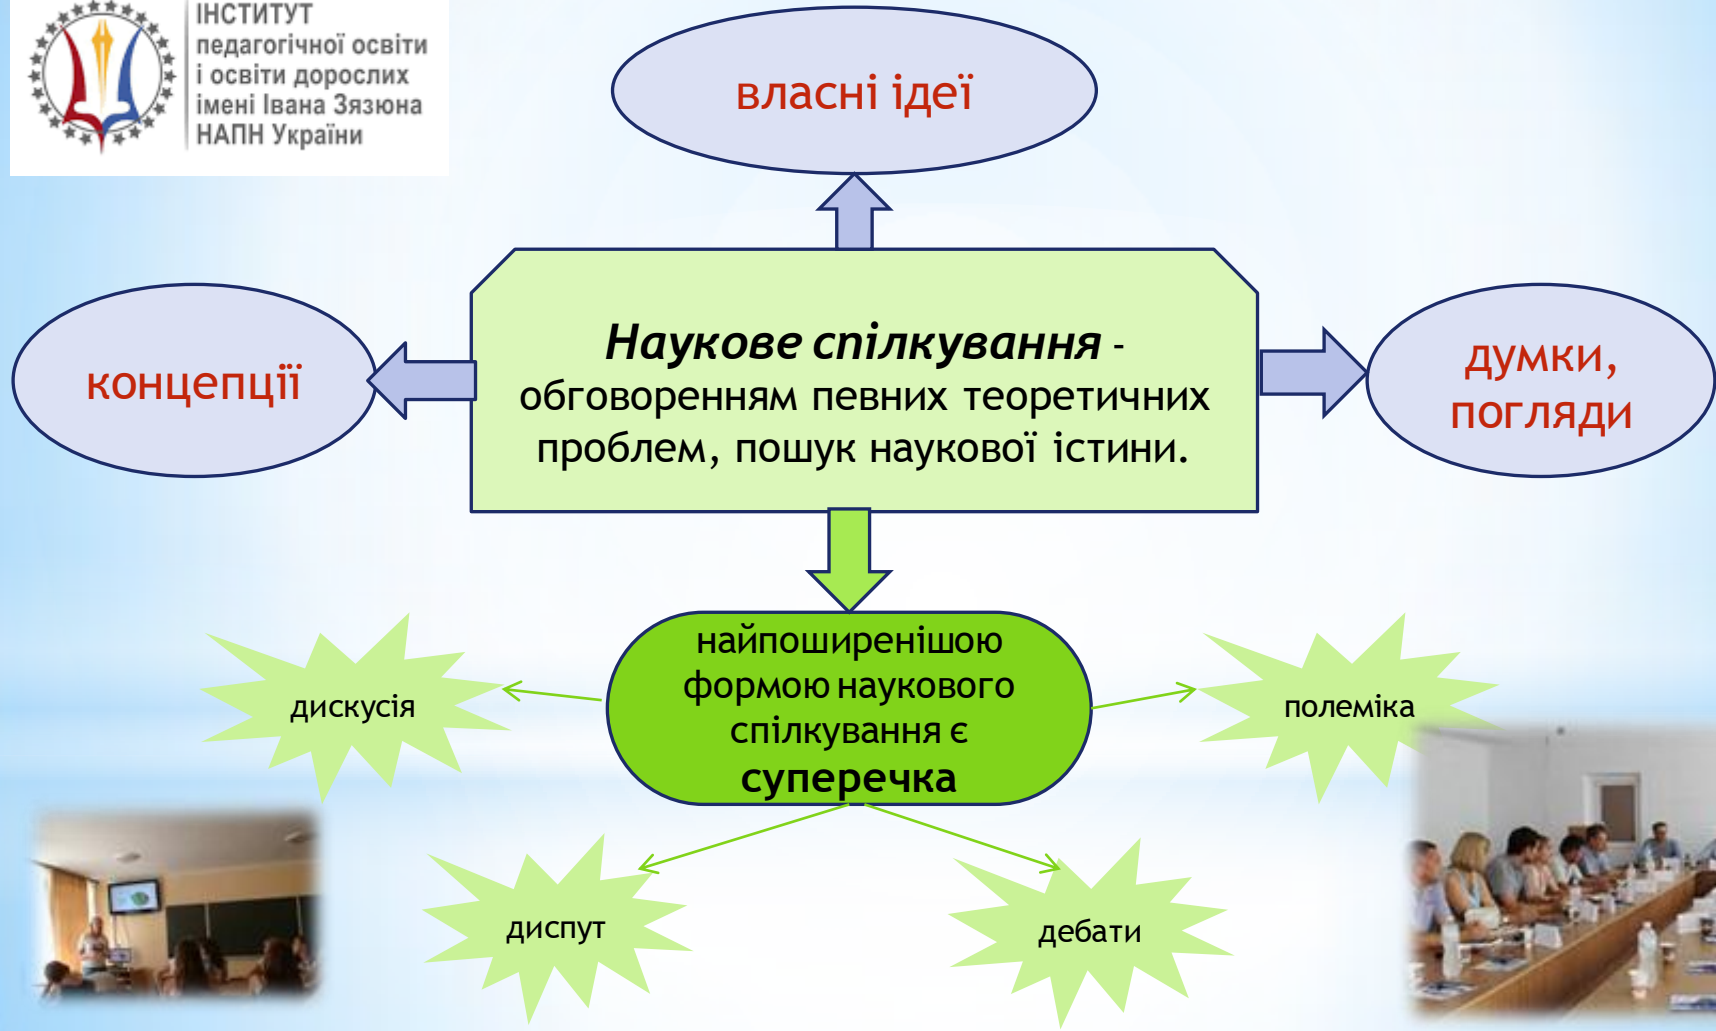 ІНСТИТУТ
педагогічної освіти
і освіти дорослих
імені Івана Зязюна
НАПН України
власні ідеї
концепції
Наукове спілкування -
обговоренням певних теоретичних
проблем, пошук наукової істини.
думки,
погляди
найпоширенішою
формою наукового
спілкування є
суперечка
дискусія
полеміка
диспут
дебати